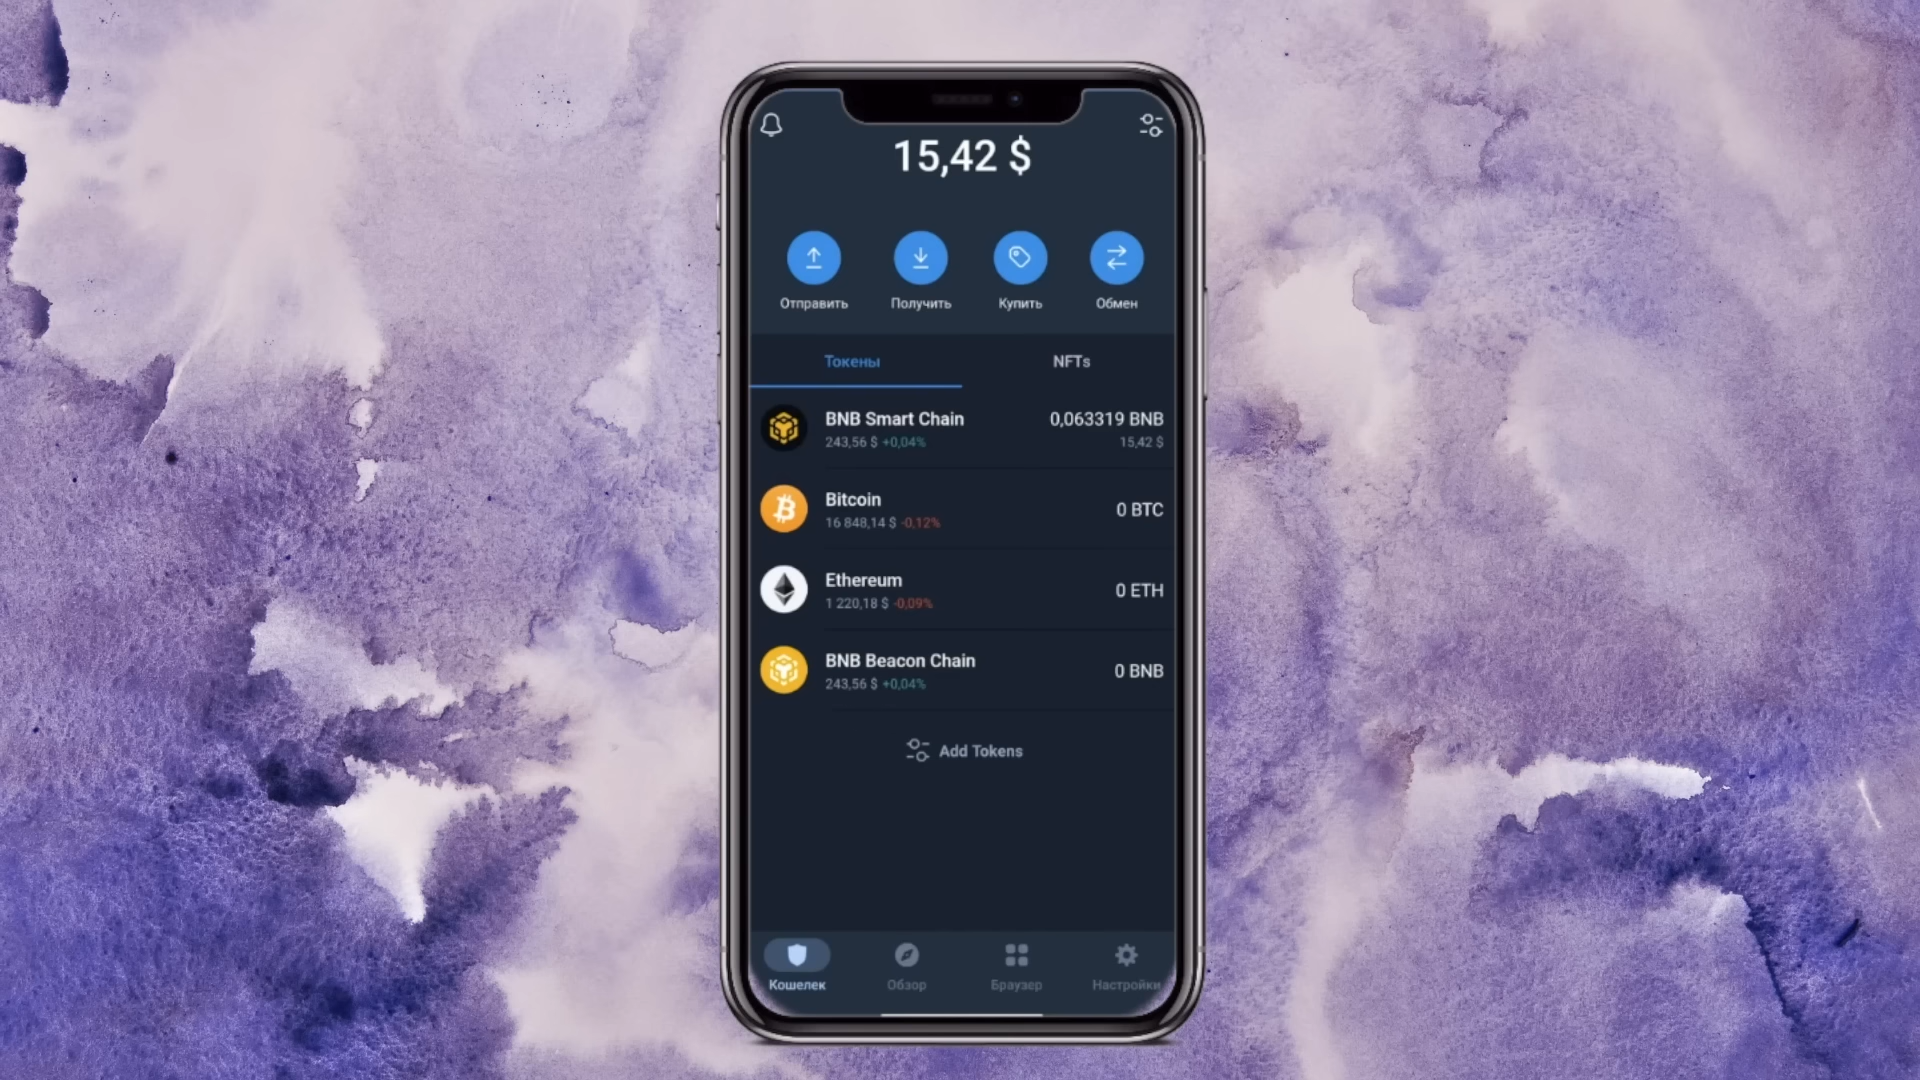 15,42 $
Отправить
Получить
Купить
Обмен
Токены
NFTs
BNB Smart Chain
0,063319 BNB
243,56 $ +0,04%
15,42 $
Bitcoin
16 848,14 $ -0,12%
0 BTC
Ethereum
1 220,18 $ -0,09%
0 ETH
BNB Beacon Chain
243,56 $ +0,04%
0 BNB
Add Tokens
Кошелек
Обзор
Браузер
Настройки